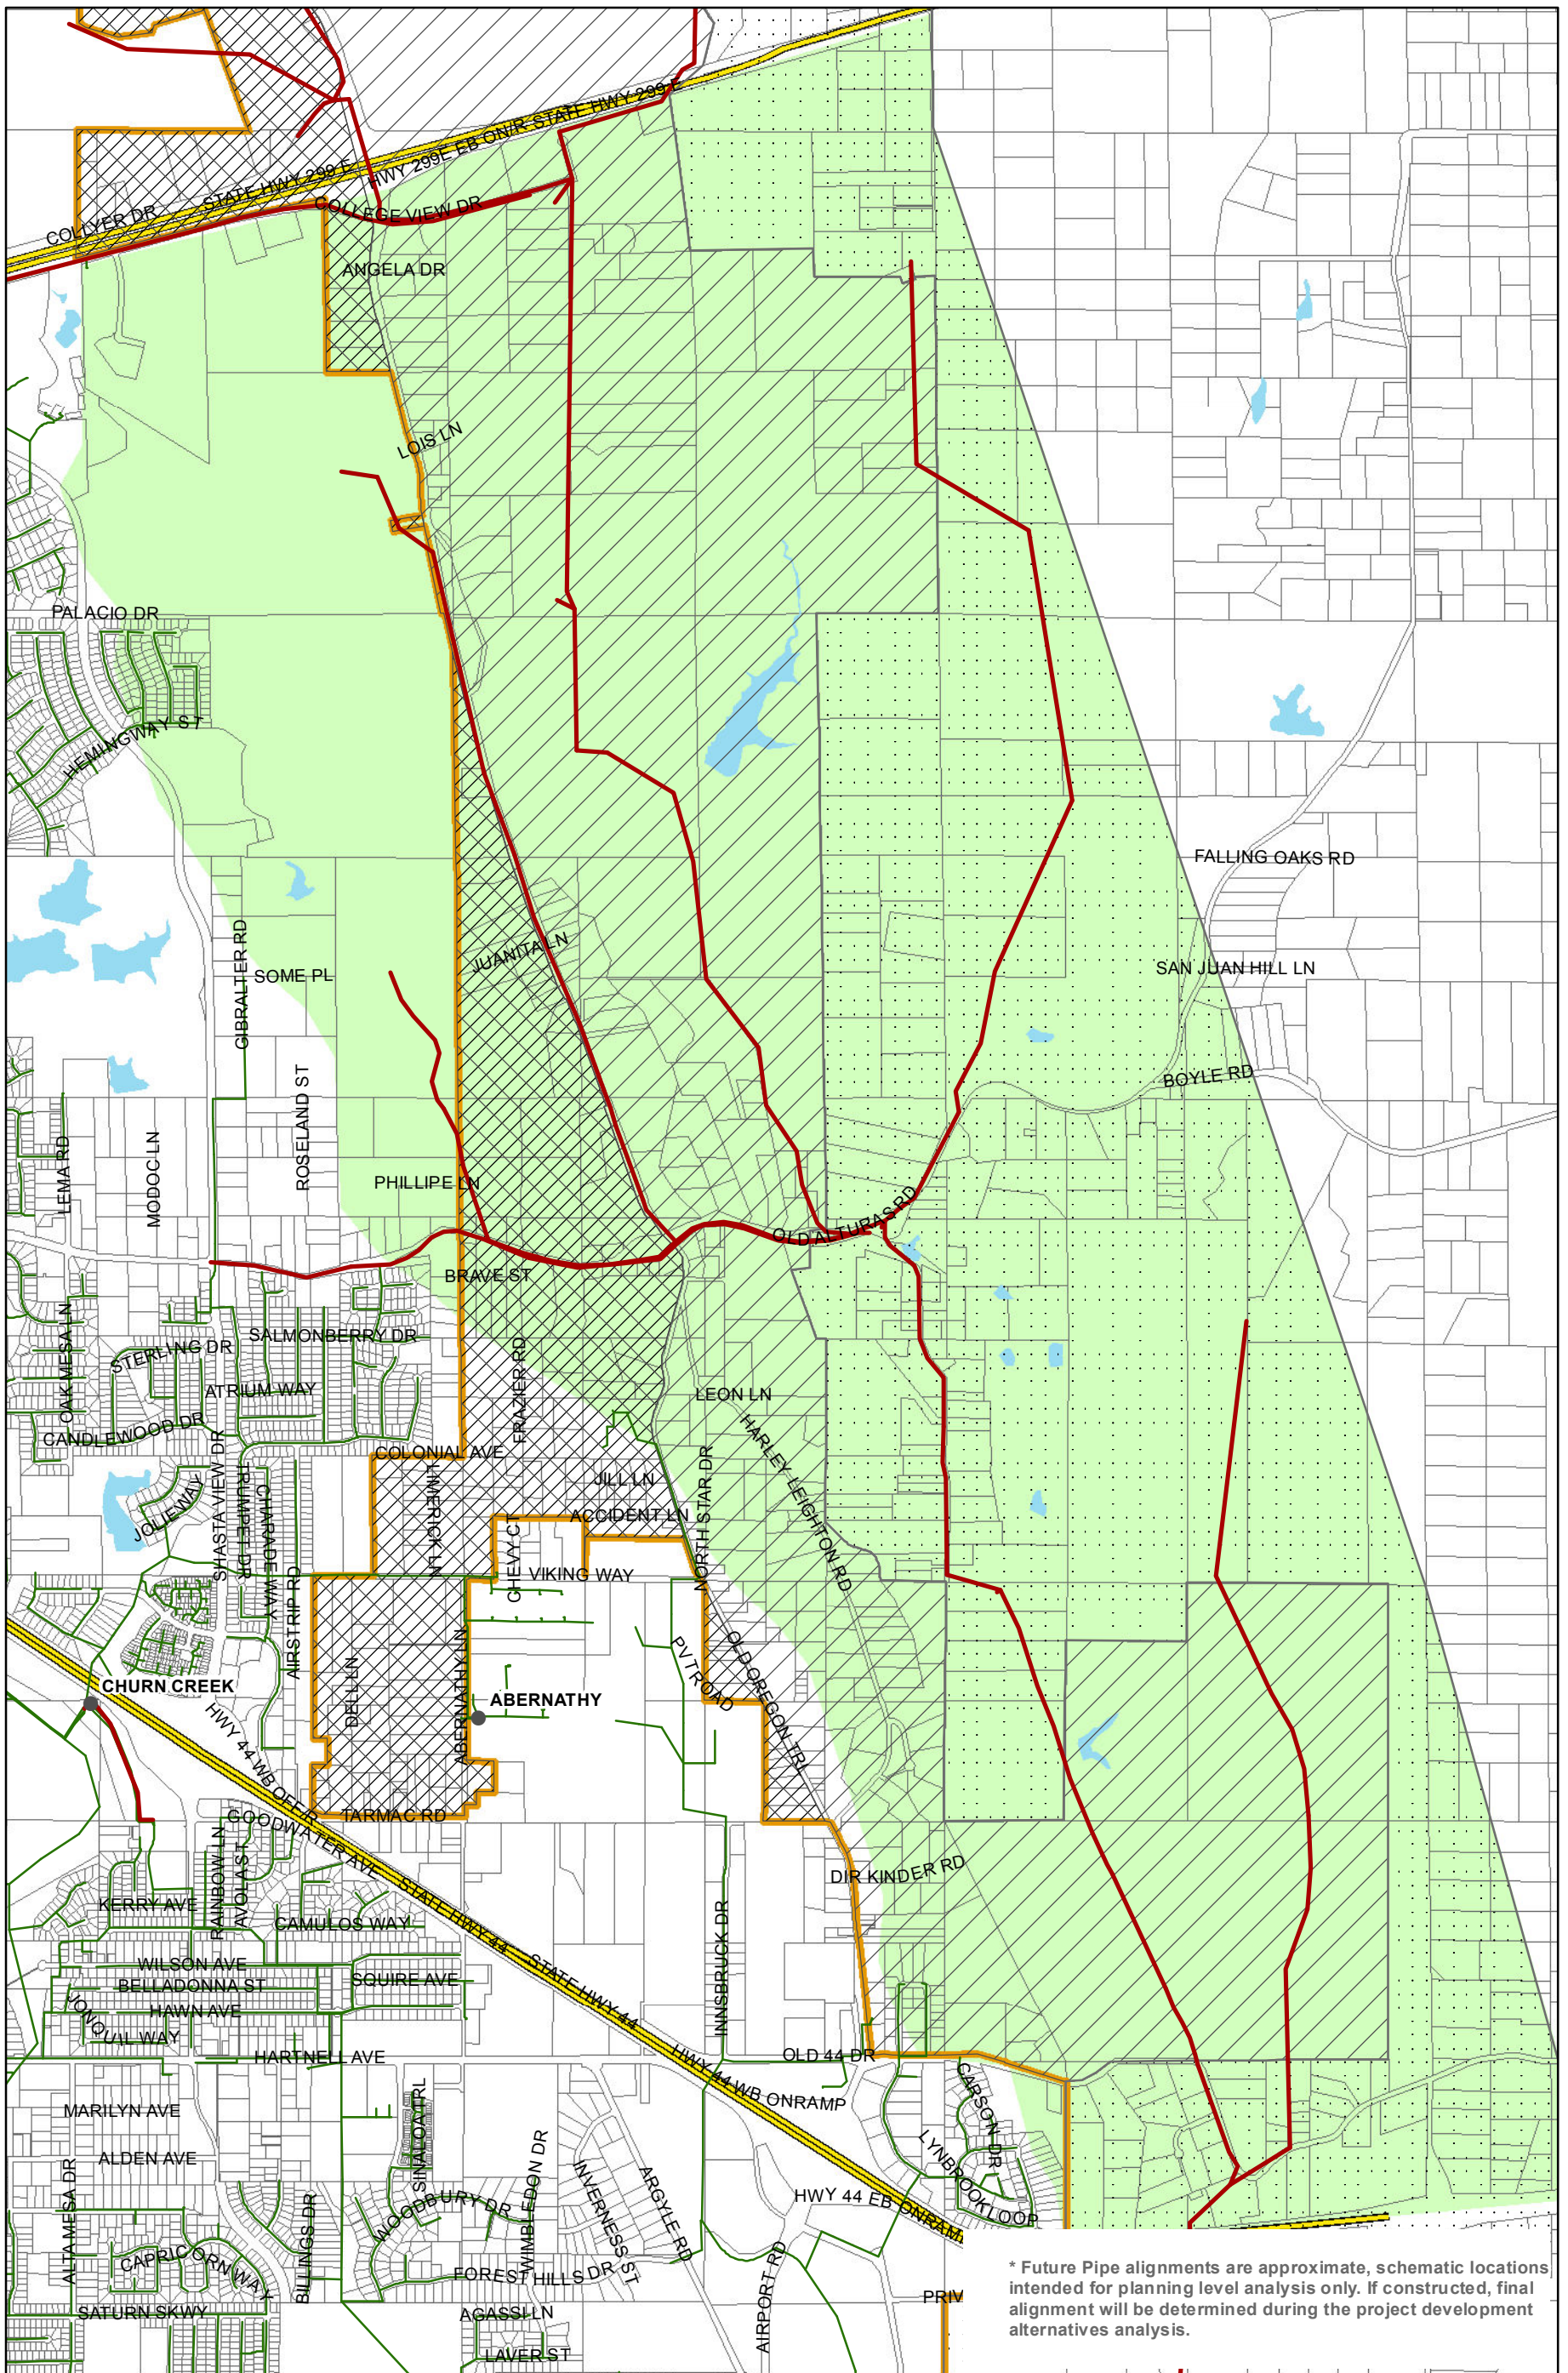 HWY 299E EB ON/R STATE HWY 299 E
STATE HWY 299 E
COLLYER DR
COLLEGE VIEW DR
ANGELA DR
LOIS LN
PALACIO DR
HEMINGWAY ST
FALLING OAKS RD
JUANITA LN
GIBRALTER RD
SOME PL
SAN JUAN HILL LN
BOYLE RD
ROSELAND ST
LEMA RD
MODOC LN
PHILLIPE LN
OLD ALTURAS RD
BRAVE ST
OAK MESA LN
STERLING DR
SALMONBERRY DR
FRAZIER RD
ATRIUM WAY
LEON LN
CANDLEWOOD DR
COLONIAL AVE
HARLEY LEIGHTON RD
JOLIE WAY
SHASTA VIEW DR
TRUMPET DR
CHARADE WAY
LIMERICK LN
JILL LN
NORTH STAR DR
ACCIDENT LN
CHEVY CT
VIKING WAY
AIRSTRIP RD
DELL LN
ABERNATHY LN
PVT ROAD
OLD OREGON TRL
CHURN CREEK
ABERNATHY
HWY 44 WB OFF/R
TARMAC RD
GOODWATER AVE
RAINBOW LN
AVOLA ST
DIR KINDER RD
KERRY AVE
CAMULOS WAY
STATE HWY 44
STATE HWY 44
INNSBRUCK DR
WILSON AVE
BELLADONNA ST
SQUIRE AVE
HAWN AVE
JONQUIL WAY
HARTNELL AVE
OLD 44 DR
HWY 44 WB ONRAMP
CARSON DR
MARILYN AVE
SINALOA TRL
ALDEN AVE
LYNBROOK LOOP
ALTA MESA DR
WOODBURY DR
WIMBLEDON DR
INVERNESS ST
ARGYLE RD
HWY 44 EB ONRAM
CAPRICORN WAY
BILLINGS DR
FOREST HILLS DR
AIRPORT RD
PRIV
SATURN SKWY
AGASSI LN
LAVER ST
* Future Pipe alignments are approximate, schematic locations
intended for planning level analysis only. If constructed, final
alignment will be determined during the project development
alternatives analysis.